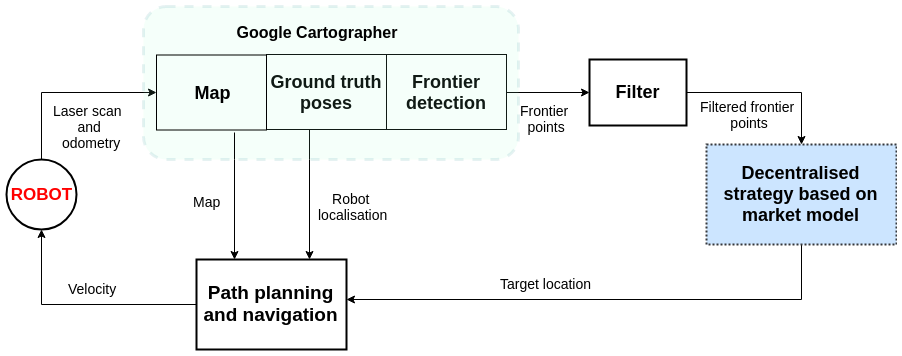 Google Cartographer
Map
Ground truth
poses
Frontier
detection
Laser scan
and
odometry
Frontier
points
Filter
Filtered frontier
points
ROBOT
Decentralised
strategy based on
market model
Map
Robot
localisation
Velocity
Path planning
and navigation
Target location